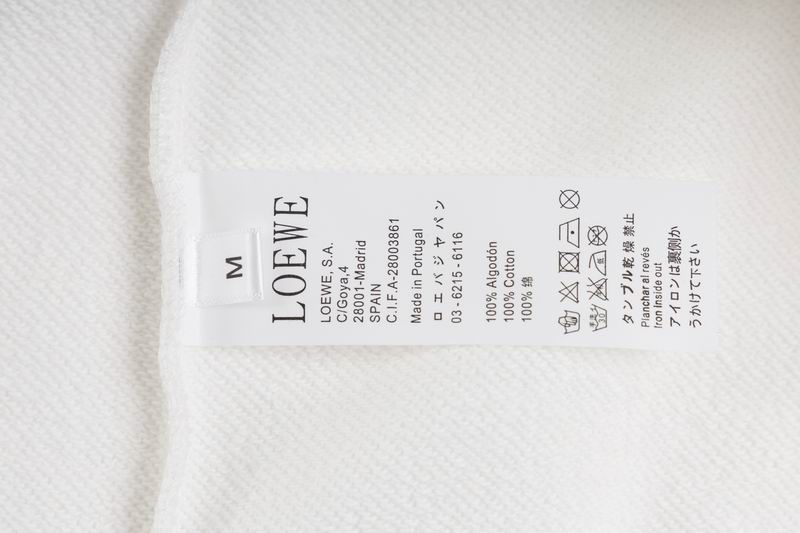 M
LOEWE
LOEWE, S.A.
C/Goya,4
28001-Madrid
SPAIN
C.I.F.A-28003861
Made in Portugal
ロエバジャパン
03-6215-6116
100% Algodón
100% Cotton
100% 绵
タンブル乾燥禁止
Planchar al revés
Iron Inside out
アイロンは裏側か
うかけて下さい